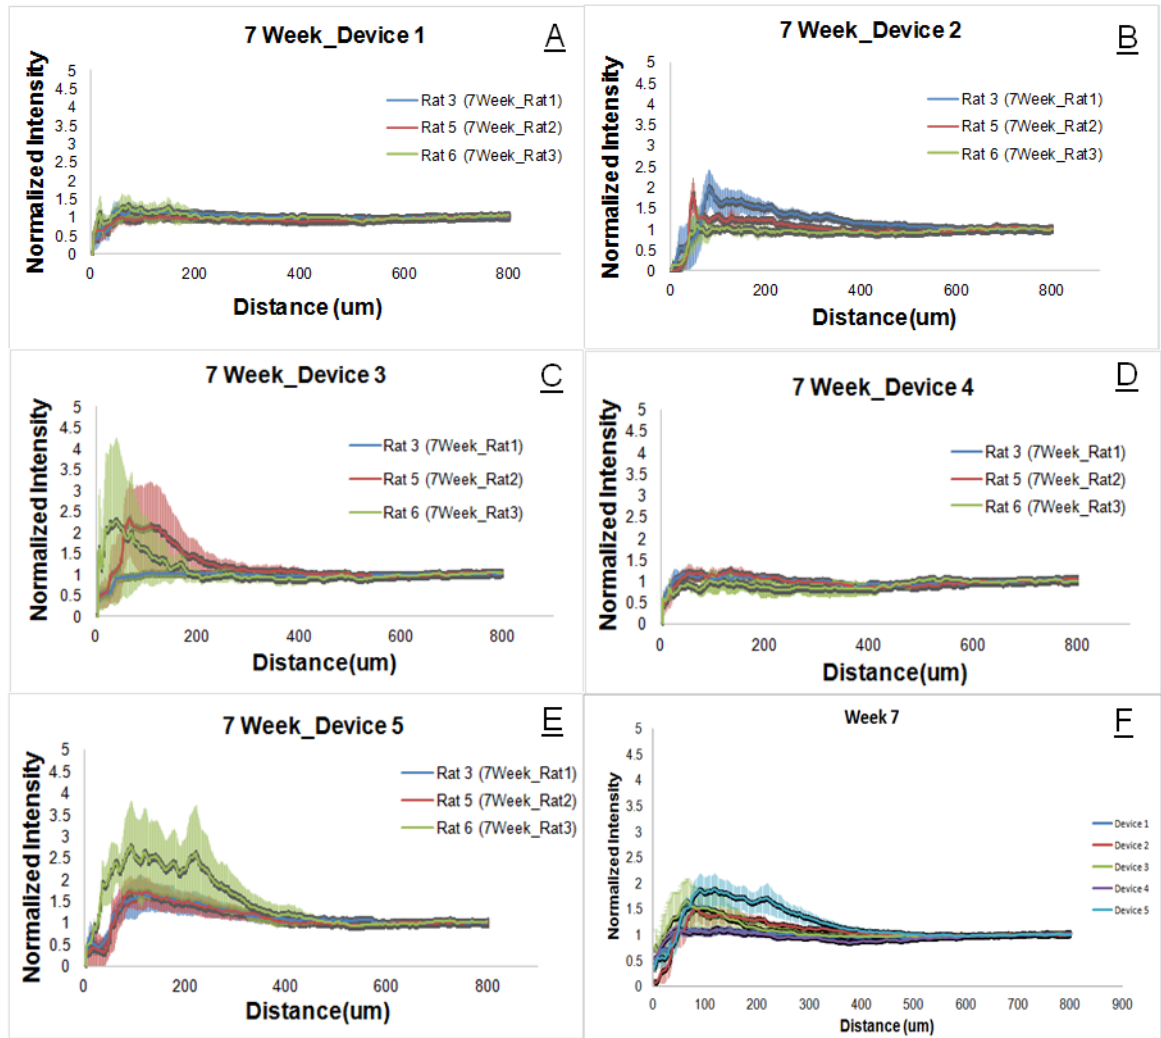 7 Week_Device 1
A
Normalized Intensity
5
4.5
4
3.5
3
2.5
2
1.5
1
0.5
0
Rat 3 (7Week_Rat1)
Rat 5 (7Week_Rat2)
Rat 6 (7Week_Rat3)
0 200 400 600 800
Distance (um)
7 Week_Device 2
B
Normalized Intensity
5
4.5
4
3.5
3
2.5
2
1.5
1
0.5
0
Rat 3 (7Week_Rat1)
Rat 5 (7Week_Rat2)
Rat 6 (7Week_Rat3)
0 200 400 600 800
Distance(um)
7 Week_Device 3
C
Normalized Intensity
5
4.5
4
3.5
3
2.5
2
1.5
1
0.5
0
Rat 3 (7Week_Rat1)
Rat 5 (7Week_Rat2)
Rat 6 (7Week_Rat3)
0 200 400 600 800
Distance(um)
7 Week_Device 4
D
Normalized Intensity
5
4.5
4
3.5
3
2.5
2
1.5
1
0.5
0
Rat 3 (7Week_Rat1)
Rat 5 (7Week_Rat2)
Rat 6 (7Week_Rat3)
0 200 400 600 800
Distance(um)
7 Week_Device 5
E
Normalized Intensity
5
4.5
4
3.5
3
2.5
2
1.5
1
0.5
0
Rat 3 (7Week_Rat1)
Rat 5 (7Week_Rat2)
Rat 6 (7Week_Rat3)
0 200 400 600 800
Distance(um)
Week 7
F
Normalized Intensity
5
4.5
4
3.5
3
2.5
2
1.5
1
0.5
0
Device 1
Device 2
Device 3
Device 4
Device 5
0 100 200 300 400 500 600 700 800 900
Distance (um)